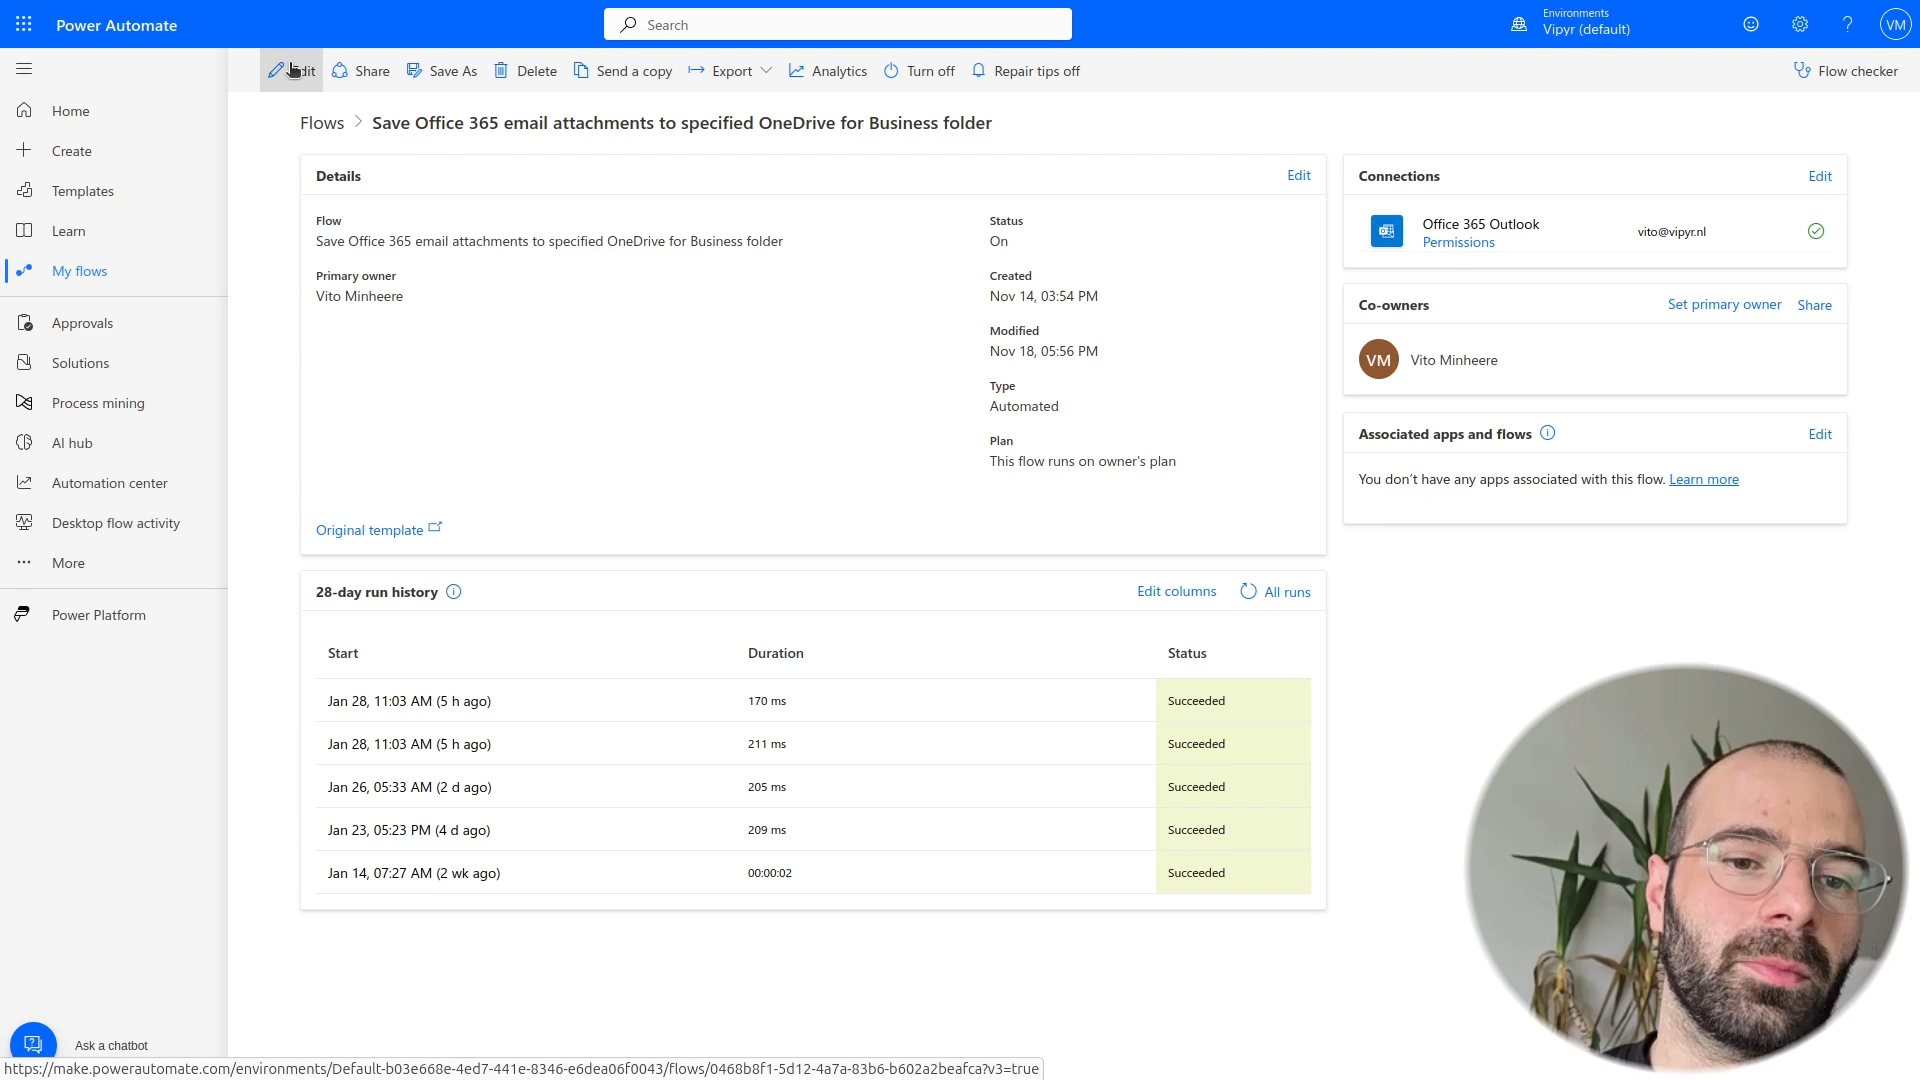 Power Automate
Search
Environments
Vipyr (default)
VM
Edit
Share
Save As
Delete
Send a copy
Export
Analytics
Turn off
Repair tips off
Flow checker
Home
Create
Templates
Learn
My flows
Approvals
Solutions
Process mining
AI hub
Automation center
Desktop flow activity
More
Power Platform
Ask a chatbot
Flows > Save Office 365 email attachments to specified OneDrive for Business folder
Details
Edit
Flow
Save Office 365 email attachments to specified OneDrive for Business folder
Primary owner
Vito Minheere
Status
On
Created
Nov 14, 03:54 PM
Modified
Nov 18, 05:56 PM
Type
Automated
Plan
This flow runs on owner's plan
Original template
28-day run history
Edit columns
All runs
Start Duration Status
Jan 28, 11:03 AM (5 h ago) 170 ms Succeeded
Jan 28, 11:03 AM (5 h ago) 211 ms Succeeded
Jan 26, 05:33 AM (2 d ago) 205 ms Succeeded
Jan 23, 05:23 PM (4 d ago) 209 ms Succeeded
Jan 14, 07:27 AM (2 wk ago) 00:00:02 Succeeded
Connections
Edit
Office 365 Outlook
Permissions
vito@vipyr.nl
Co-owners
Set primary owner
Share
VM
Vito Minheere
Associated apps and flows
Edit
You don't have any apps associated with this flow. Learn more
https://make.powerautomate.com/environments/Default-b03e668e-4ed7-441e-8346-e6dea06f0043/flows/0468b8f1-5d12-4a7a-83b6-b602a2beafca?v3=true